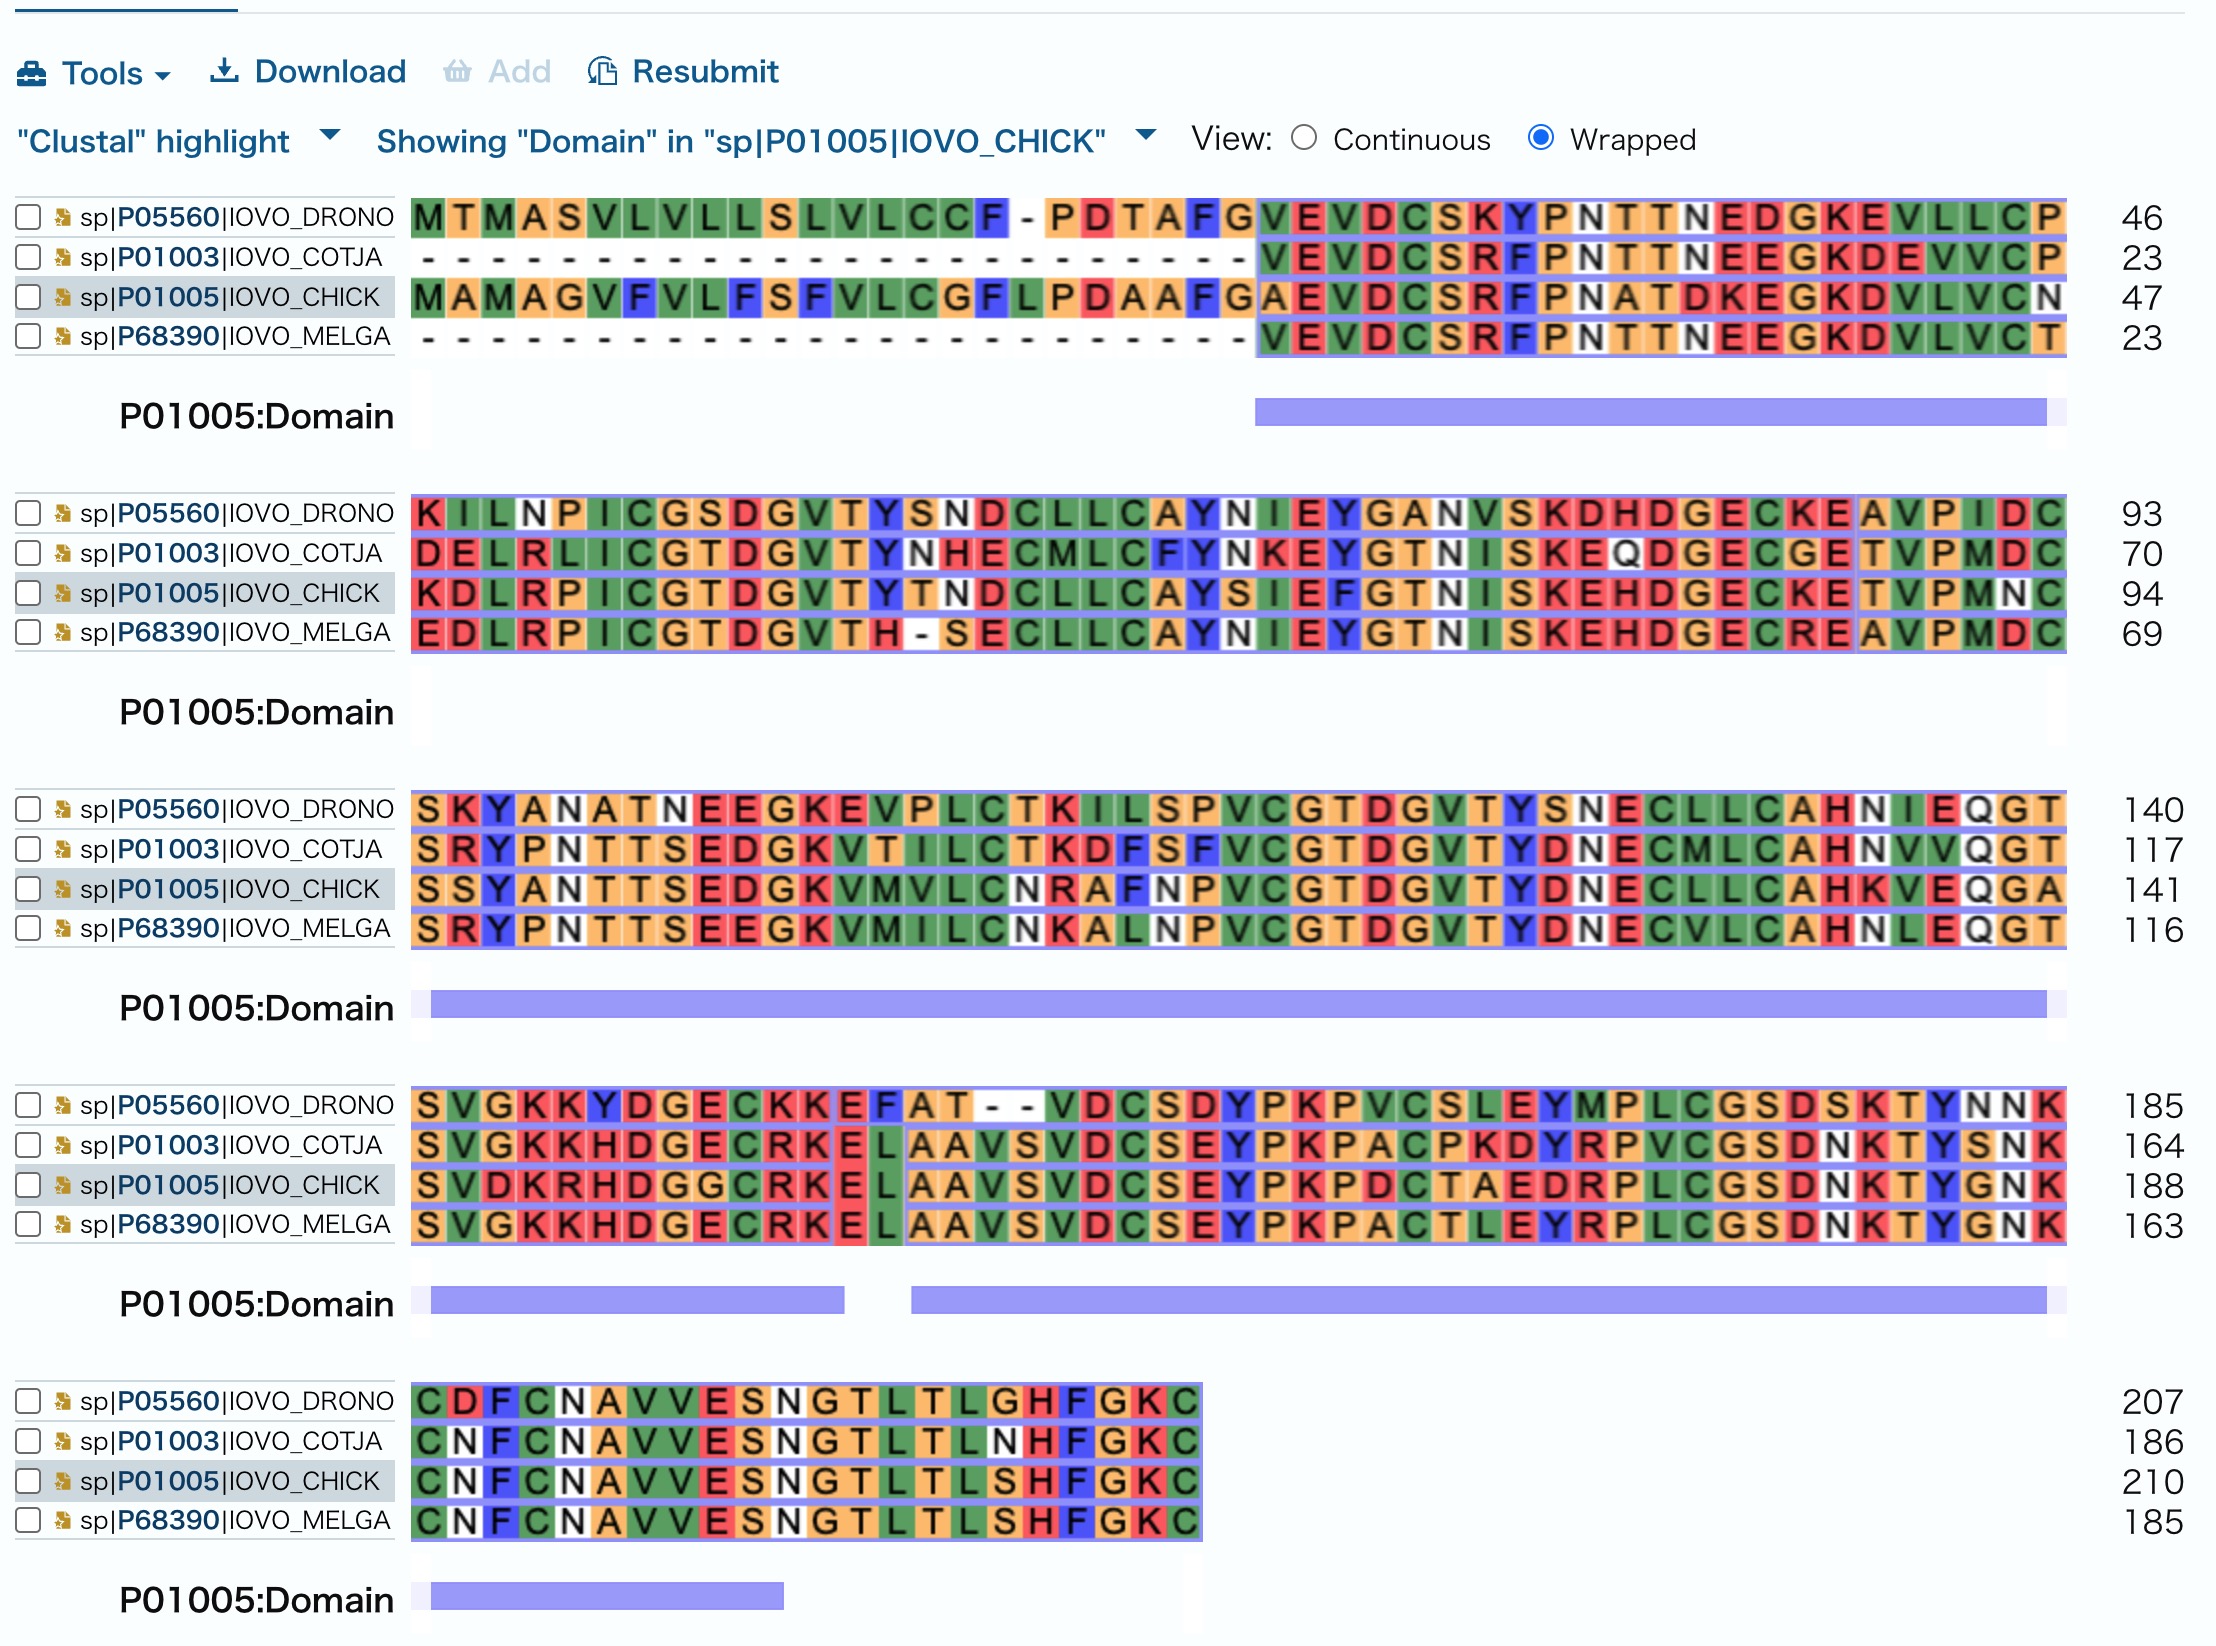 Tools Download Add Resubmit
"Clustal" highlight Showing "Domain" in "sp|P01005|IOVO_CHICK" View: Continuous Wrapped
sp|P05560|IOVO_DRONO MTMASVLVLLSLVLCCF-PDTAFGVEVDCSKYPNTTNEDGKEVLLCP 46
sp|P01003|IOVO_COTJA ------------------------VEVDCSRFPNTTNEEGKDEVVCP 23
sp|P01005|IOVO_CHICK MAMAGVFVLFSFVLCGFLPDAAFGAEVDCSRFPNATDKEGKDVLVCN 47
sp|P68390|IOVO_MELGA ------------------------VEVDCSRFPNTTNEEGKDVLVCT 23
P01005:Domain
sp|P05560|IOVO_DRONO KILNPICGSDGVTYSNDCLLCAYNIEYGANVSKDHDGECKEAVPIDC 93
sp|P01003|IOVO_COTJA DELRLICGTDGVTYNHECMLCFYNKEYGTNISKEQDGECGETVPMDC 70
sp|P01005|IOVO_CHICK KDLRPICGTDGVTYTNDCLLCAYSIEFGTNISKEHDGECKETVPMNC 94
sp|P68390|IOVO_MELGA EDLRPICGTDGVTH-SECLLCAYNIEYGTNISKEHDGECREAVPMDC 69
P01005:Domain
sp|P05560|IOVO_DRONO SKYANATNEEGKEVPLCTKILSPVCGTDGVTYSNECLLCAHNIEQGT 140
sp|P01003|IOVO_COTJA SRYPNTTSEDGKVTILCTKDFSFVCGTDGVTYDNECMLCAHNVVQGT 117
sp|P01005|IOVO_CHICK SSYANTTSEDGKVMVLCNRAFNPVCGTDGVTYDNECLLCAHKVEQGA 141
sp|P68390|IOVO_MELGA SRYPNTTSEEGKVMILCNKALNPVCGTDGVTYDNECVLCAHNLEQGT 116
P01005:Domain
sp|P05560|IOVO_DRONO SVGKKYDGECKKEFAT--VDCSDYPKPVCSLEYMPLCGSDSKTYNNK 185
sp|P01003|IOVO_COTJA SVGKKHDGECRKELAAVSVDCSEYPKPACPKDYRPVCGSDNKTYSNK 164
sp|P01005|IOVO_CHICK SVDKRHDGGCRKELAAVSVDCSEYPKPDCTAEDRPLCGSDNKTYGNK 188
sp|P68390|IOVO_MELGA SVGKKHDGECRKELAAVSVDCSEYPKPACTLEYRPLCGSDNKTYGNK 163
P01005:Domain
sp|P05560|IOVO_DRONO CDFCNAVVESNGTLTLGHFGKC 207
sp|P01003|IOVO_COTJA CNFCNAVVESNGTLTLNHFGKC 186
sp|P01005|IOVO_CHICK CNFCNAVVESNGTLTLSHFGKC 210
sp|P68390|IOVO_MELGA CNFCNAVVESNGTLTLSHFGKC 185
P01005:Domain